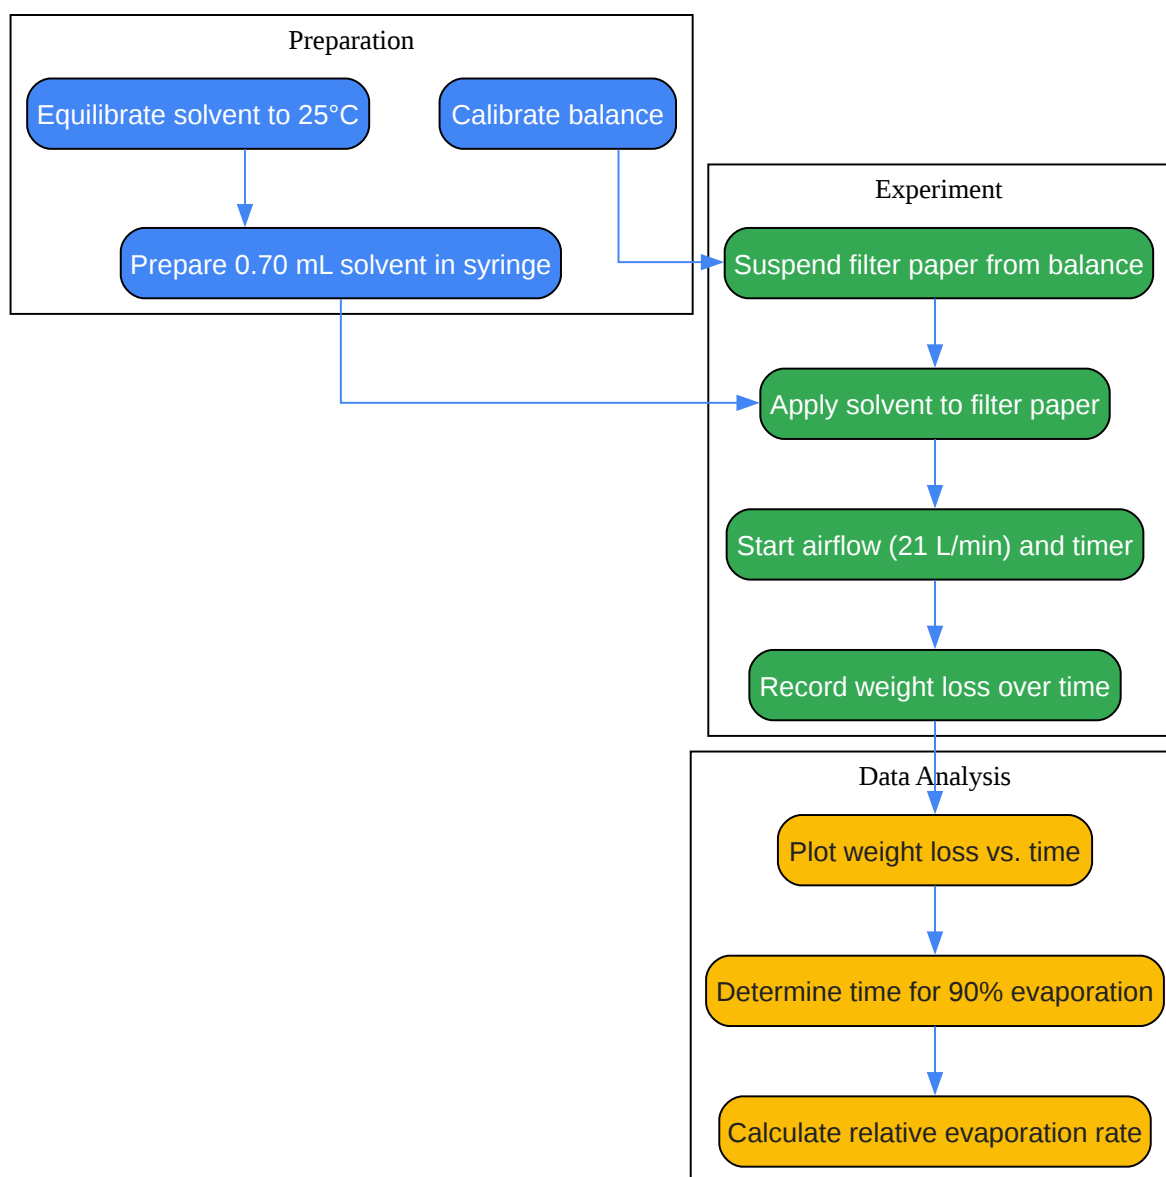 Preparation
Equilibrate solvent to 25°C
Calibrate balance
Prepare 0.70 mL solvent in syringe
Experiment
Suspend filter paper from balance
Apply solvent to filter paper
Start airflow (21 L/min) and timer
Record weight loss over time
Data Analysis
Plot weight loss vs. time
Determine time for 90% evaporation
Calculate relative evaporation rate